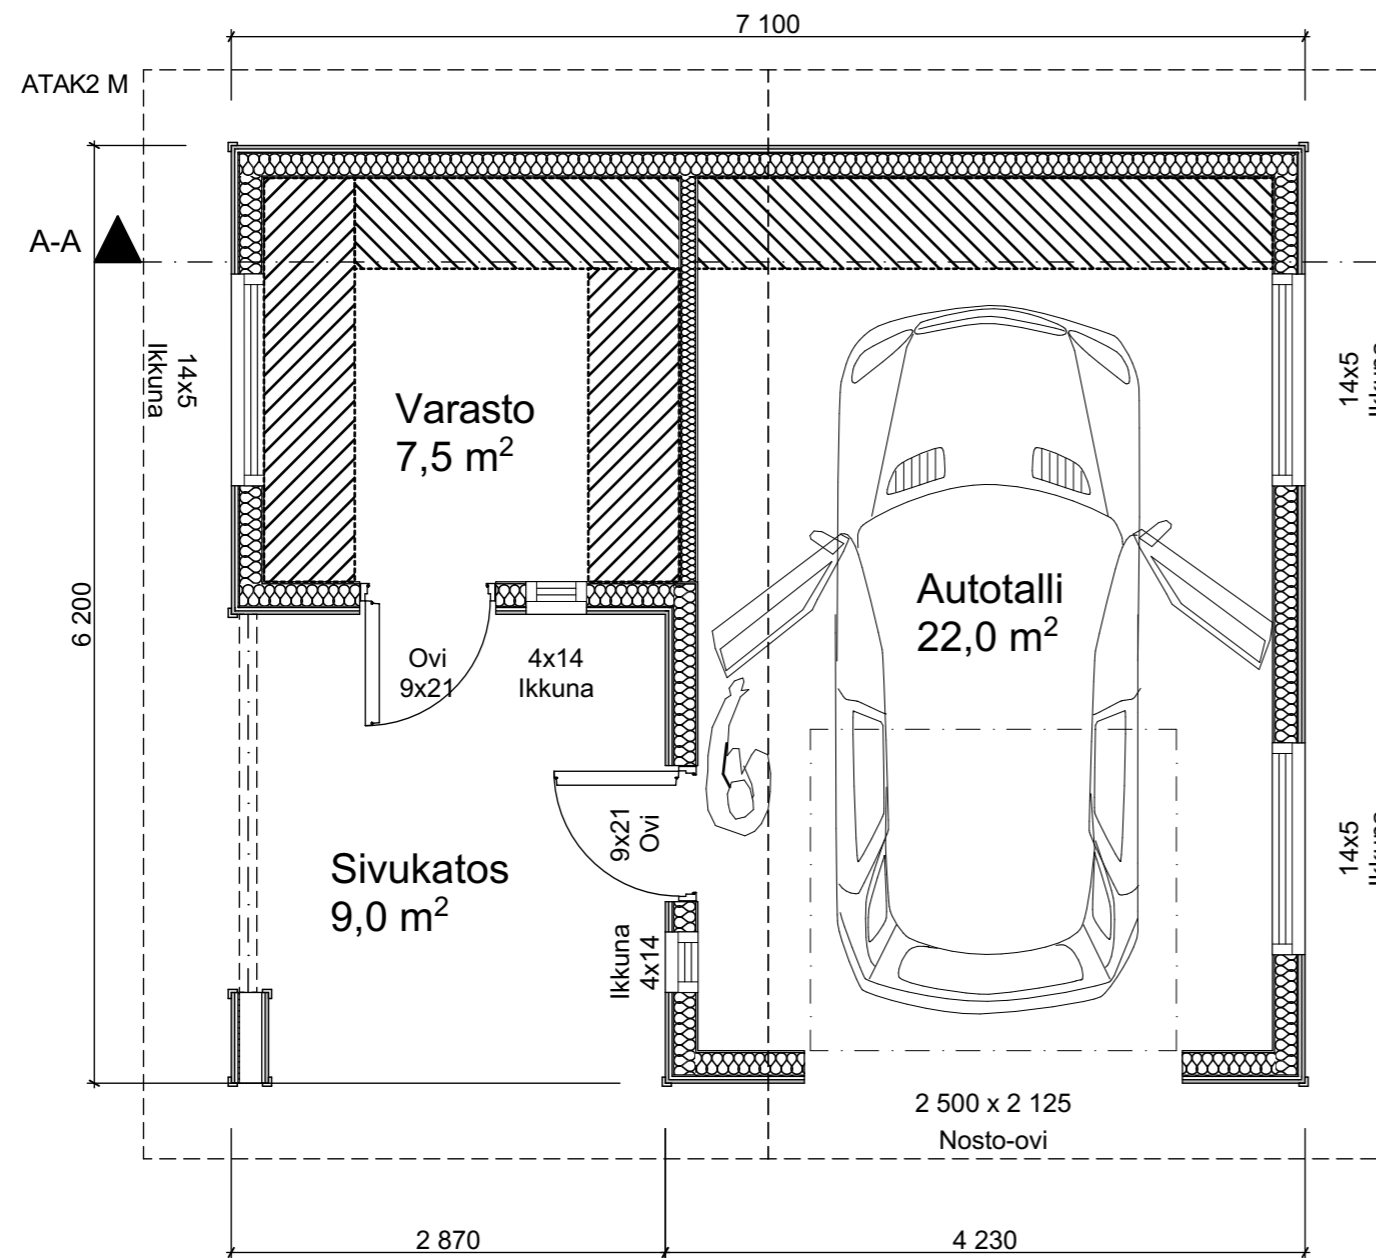 7 100
ATAK2 M
A-A
14x5
Ikkuna
6 200
Varasto
7,5 m²
14x5
Ikkuna
Autotalli
22,0 m²
Ovi
9x21
4x14
Ikkuna
9x21
Ovi
Sivukatos
9,0 m²
Ikkuna
4x14
14x5
Ikkuna
2 500 x 2 125
Nosto-ovi
2 870
4 230